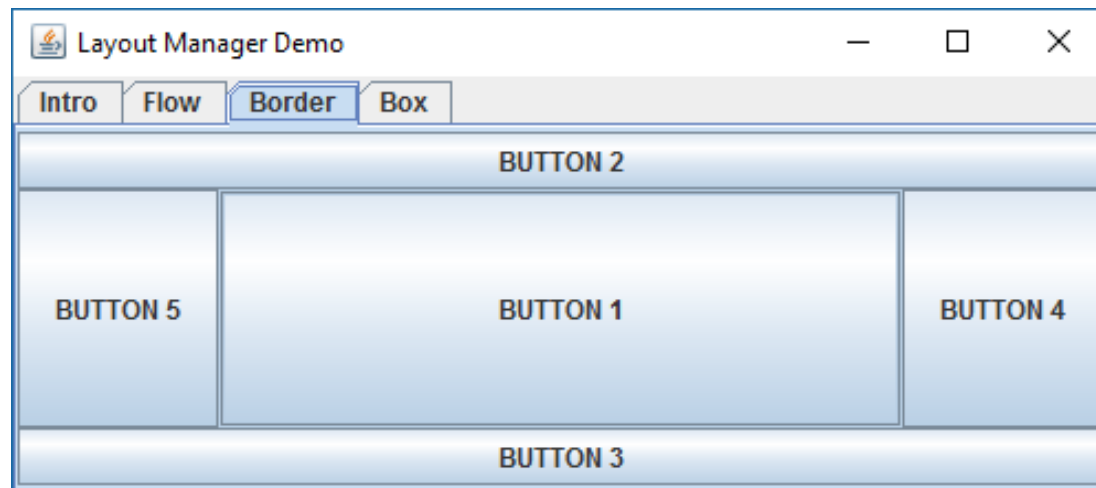 Layout Manager Demo
Intro Flow Border Box
BUTTON 2
BUTTON 5 BUTTON 1 BUTTON 4
BUTTON 3